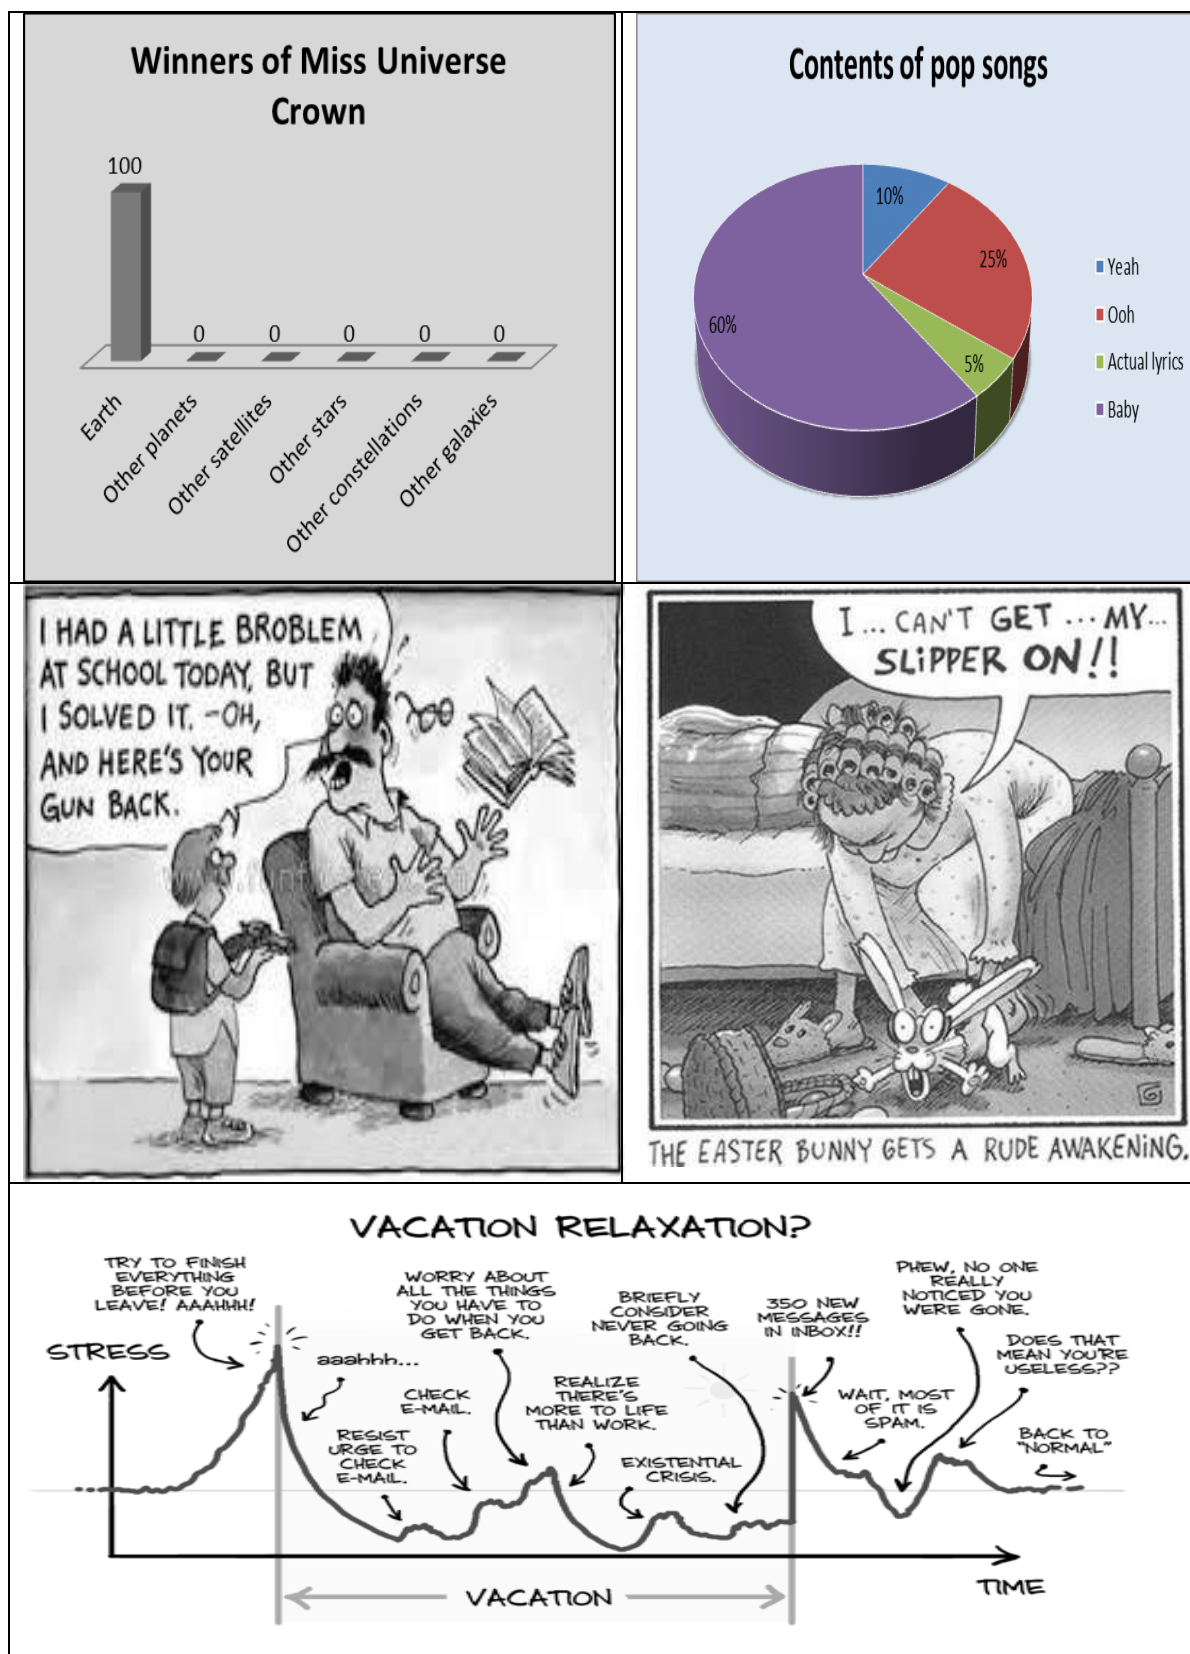 Winners of Miss Universe
Crown
100
0
0
0
0
0
Earth
Other planets
Other satellites
Other stars
Other constellations
Other galaxies
Contents of pop songs
10%
25%
5%
60%
Yeah
Ooh
Actual lyrics
Baby
I HAD A LITTLE BROBLEM
AT SCHOOL TODAY, BUT
I SOLVED IT. -OH,
AND HERE'S YOUR
GUN BACK.
I... CAN'T GET ... MY...
SLIPPER ON!!
G
THE EASTER BUNNY GETS A RUDE AWAKENING.
VACATION RELAXATION?
STRESS
TRY TO FINISH
EVERYTHING
BEFORE YOU
LEAVE! AAAHHH!
aaahhh...
RESIST
URGE TO
CHECK
E-MAIL.
CHECK
E-MAIL.
WORRY ABOUT
ALL THE THINGS
YOU HAVE TO
DO WHEN YOU
GET BACK.
REALIZE
THERE'S
MORE TO LIFE
THAN WORK.
EXISTENTIAL
CRISIS.
BRIEFLY
CONSIDER
NEVER GOING
BACK.
350 NEW
MESSAGES
IN INBOX!!
WAIT, MOST
OF IT IS
SPAM.
PHEW, NO ONE
REALLY
NOTICED YOU
WERE GONE.
DOES THAT
MEAN YOU'RE
USELESS??
BACK TO
"NORMAL"
VACATION
TIME